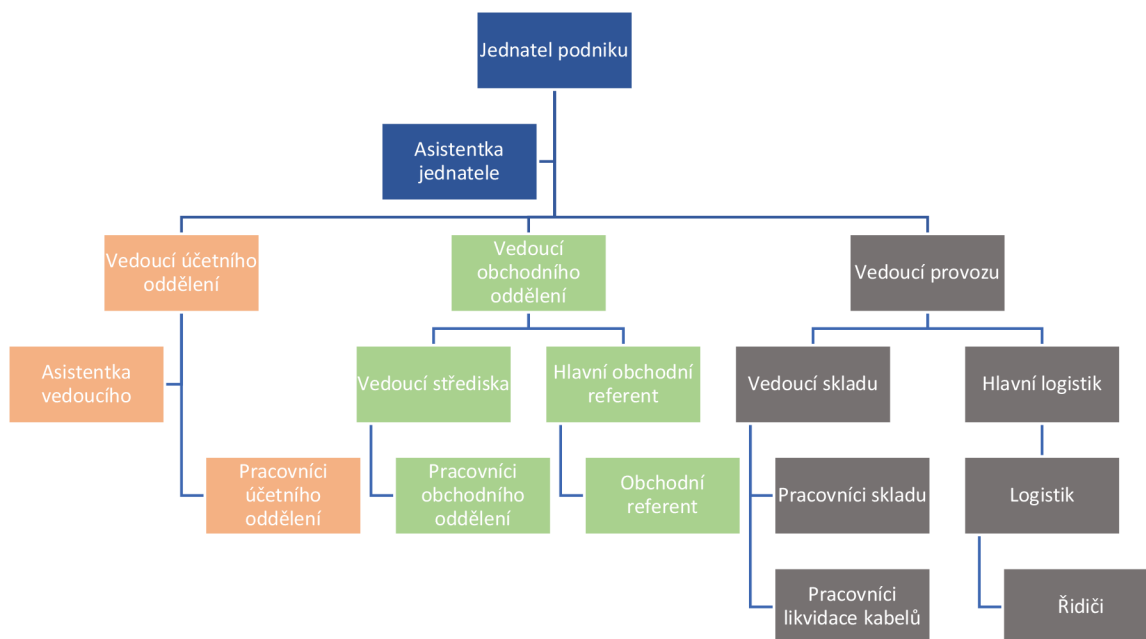 Jednatel podniku
Asistentka
jednatele
Vedoucí účetního
oddělení
Vedoucí
obchodního
oddělení
Vedoucí provozu
Asistentka
vedoucího
Vedoucí střediska
Hlavní obchodní
referent
Vedoucí skladu
Hlavní logistik
Pracovníci
účetního
oddělení
Pracovníci
obchodního
oddělení
Obchodní
referent
Pracovníci skladu
Logistik
Pracovníci
likvidace kabelů
Řidiči